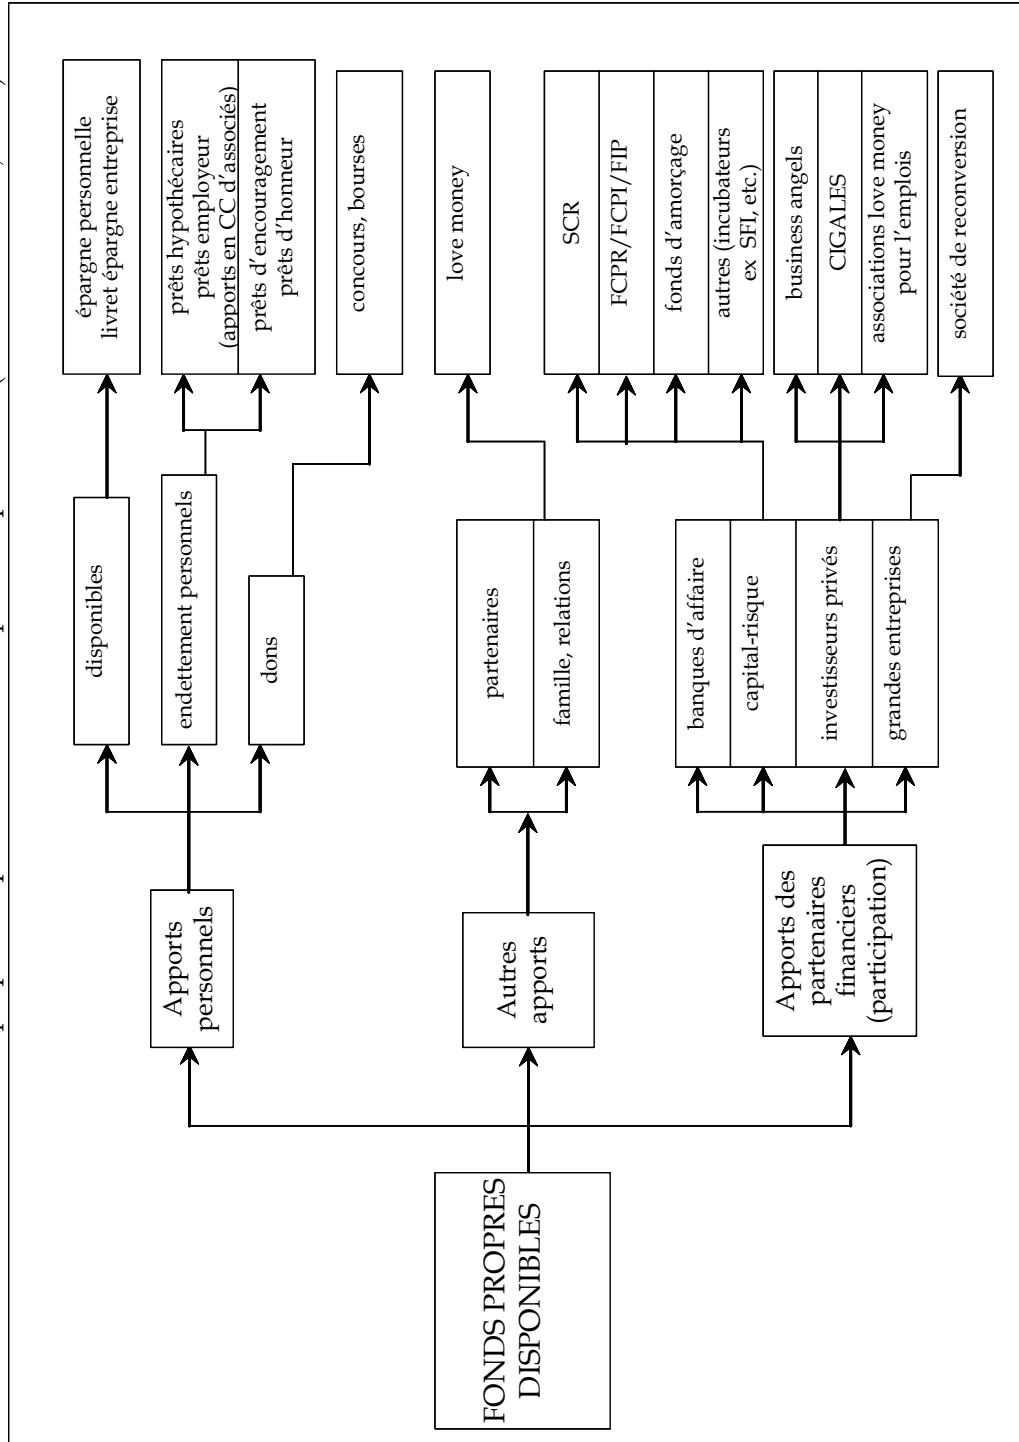 FONDS PROPRES
DISPONIBLES
Apports
personnels
Autres
apports
Apports des
partenaires
financiers
(participation)
disponibles
endettement personnels
dons
partenaires
famille, relations
banques d'affaire
capital-risque
investisseurs privés
grandes entreprises
épargne personnelle
livret épargne entreprise
prêts hypothécaires
prêts employeur
(apports en CC d'associés)
prêts d'encouragement
prêts d'honneur
concours, bourses
love money
SCR
FCPR/FCPI/FIP
fonds d'amorçage
autres (incubateurs
ex SFI, etc.)
business angels
CIGALES
associations love money
pour l'emplois
société de reconversion